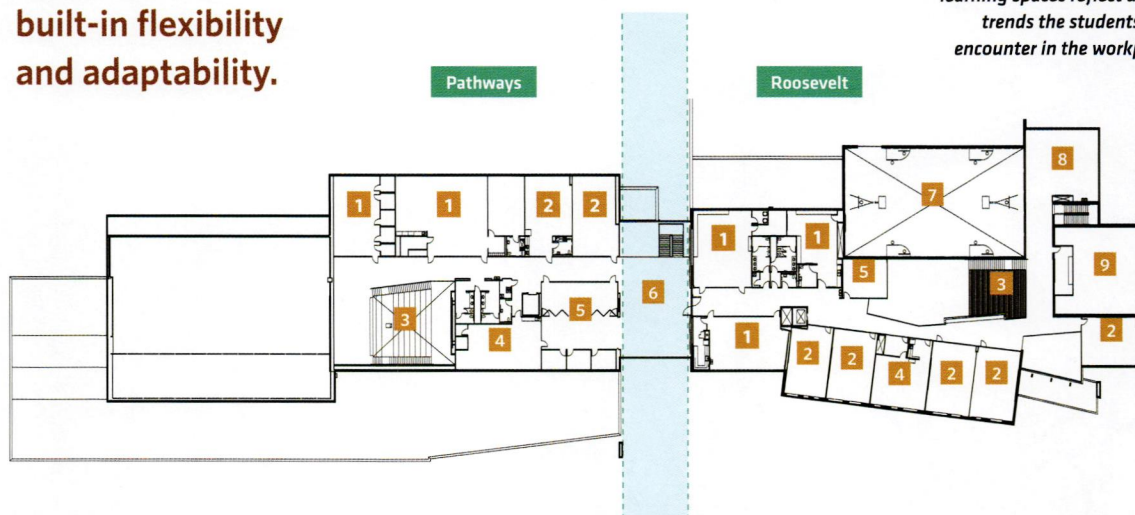 built-in flexibility
and adaptability.
trends the students
encounter in the
Pathways
Roosevelt
8
7
1 1 2 2
1 1
9
5
3
6
5
3
2
4
1
2 2 4 2 2